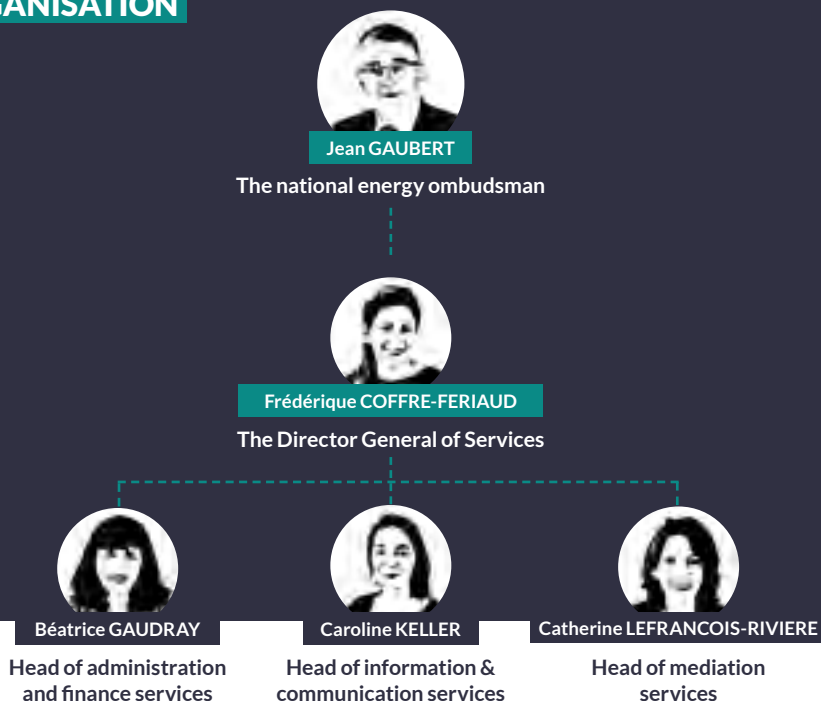 GANISATION
Jean GAUBERT
The national energy ombudsman
Frédérique COFFRE-FERIAUD
The Director General of Services
Béatrice GAUDRAY
Caroline KELLER
Catherine LEFRANCOIS-RIVIERE
Head of administration
and finance services
Head of information &
communication services
Head of mediation
services